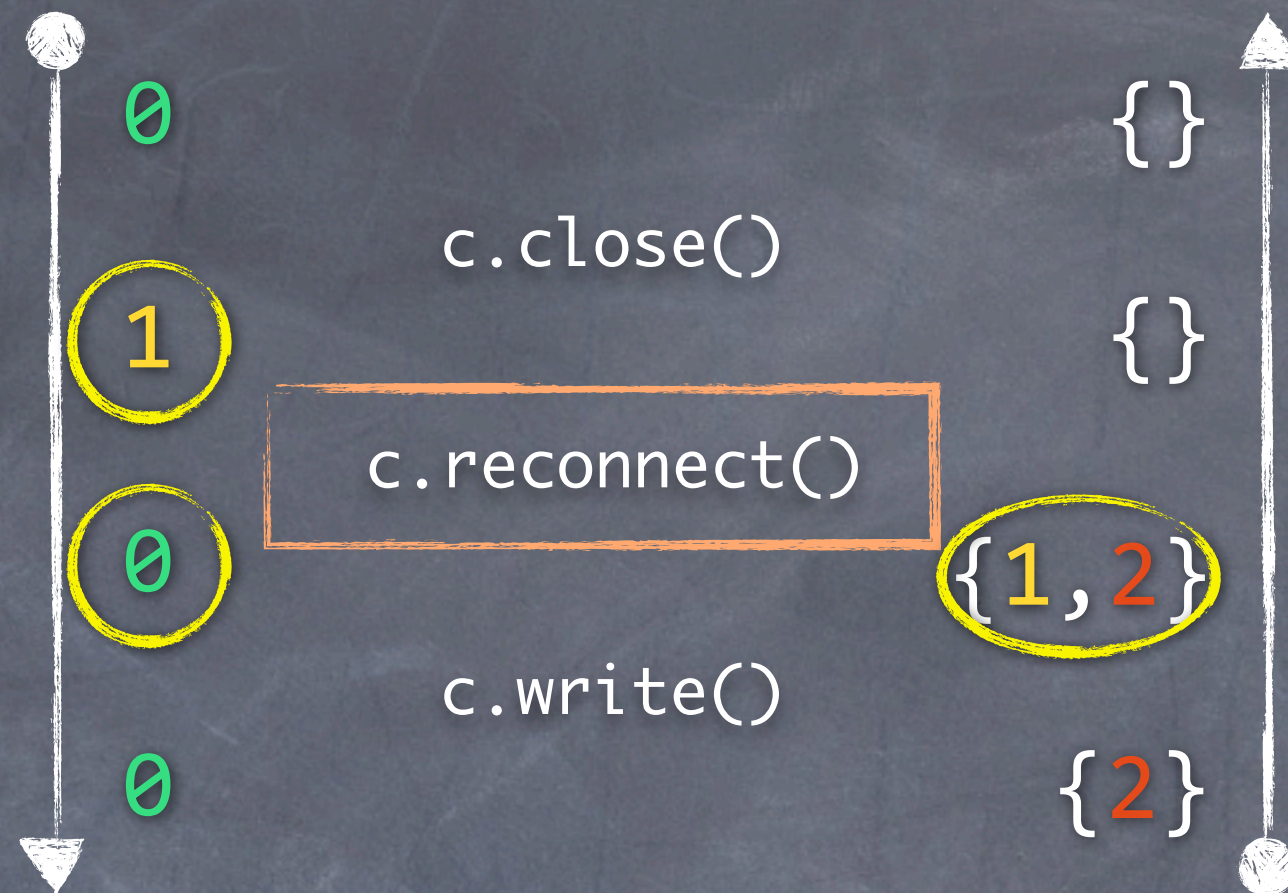 0 {}
c.close()
1 {}
c.reconnect()
0 {1,2}
c.write()
0 {2}